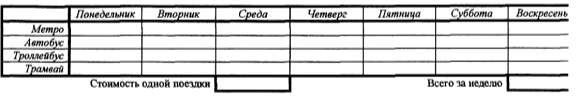 Понедельник Вторник Среда Четверг Пятница Суббота Воскресень
Метро
Автобус
Троллейбус
Трамвай
Стоимость одной поездки Всего за неделю